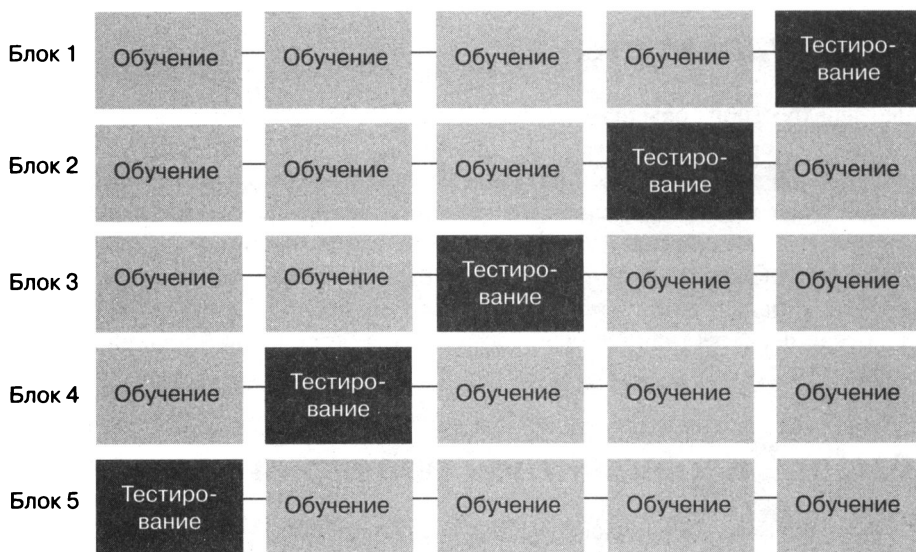 Блок 1 Обучение Обучение Обучение Обучение Тестиро-
вание
Блок 2 Обучение Обучение Обучение Тестиро-
вание Обучение
Блок 3 Обучение Обучение Тестиро-
вание Обучение Обучение
Блок 4 Обучение Тестиро-
вание Обучение Обучение Обучение
Блок 5 Тестиро-
вание Обучение Обучение Обучение Обучение